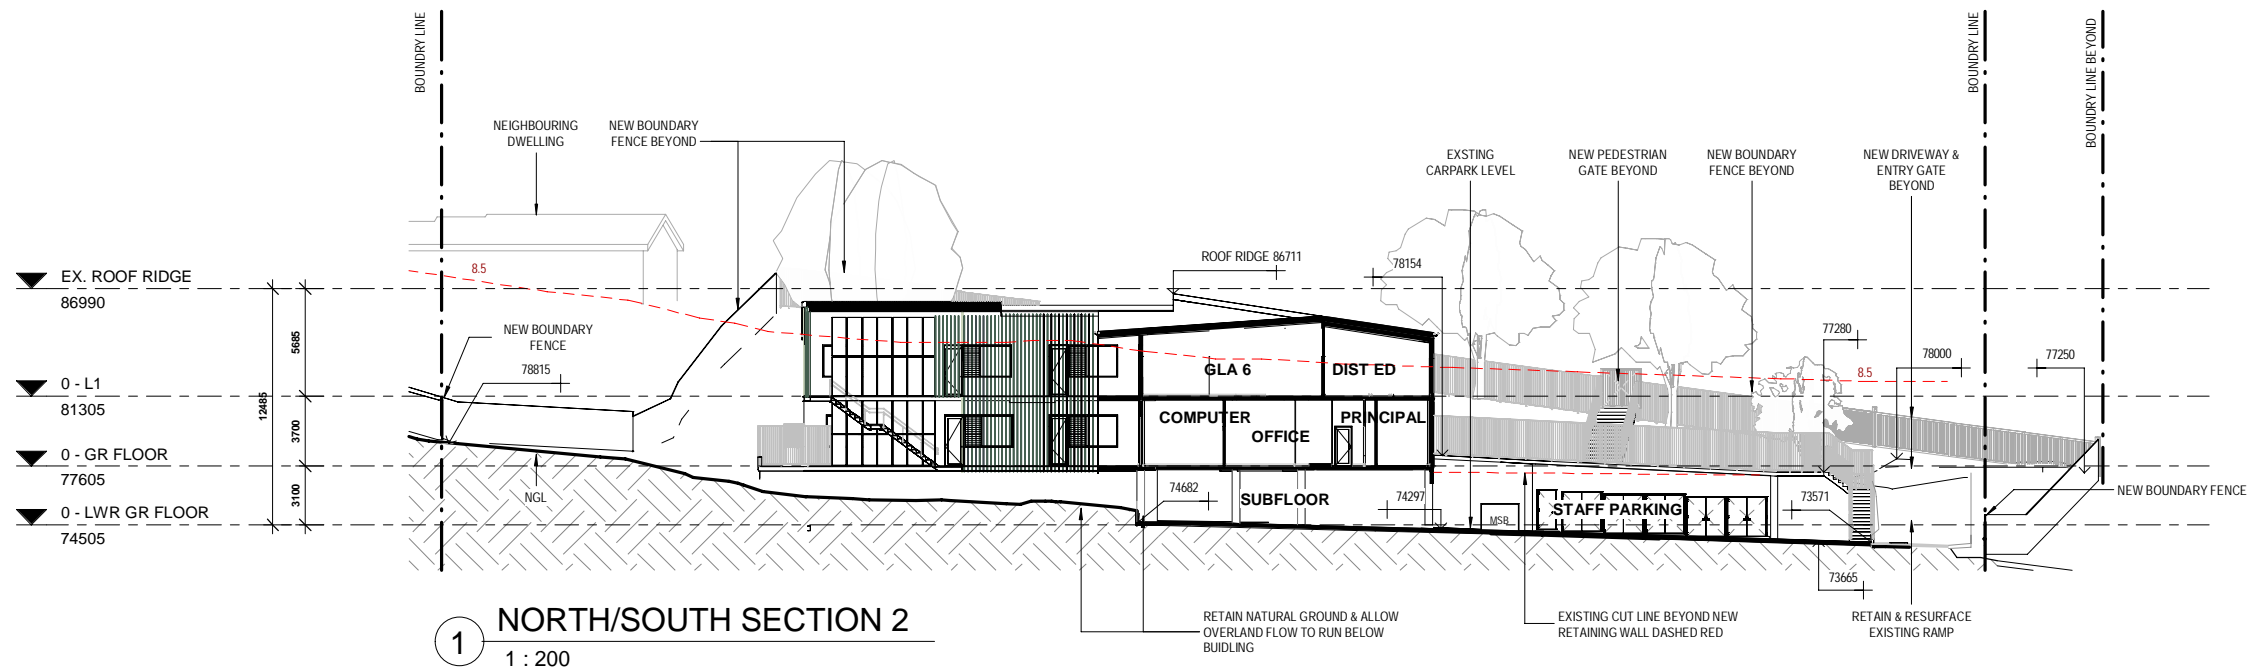 BOUNDRY LINE
BOUNDRY LINE
BOUNDRY LINE BEYOND
NEIGHBOURING
DWELLING
NEW BOUNDARY
FENCE BEYOND
EXSTING
CARPARK LEVEL
NEW PEDESTRIAN
GATE BEYOND
NEW BOUNDARY
FENCE BEYOND
NEW DRIVEWAY &
ENTRY GATE
BEYOND
EX. ROOF RIDGE
86990
8.5
ROOF RIDGE 86711
78154
NEW BOUNDARY
FENCE
78815
77280
78000
77250
8.5
5685
12485
3700
3100
0 - L1
81305
GLA 6
DIST ED
COMPUTER
OFFICE
PRINCIPAL
0 - GR FLOOR
77605
NGL
0 - LWR GR FLOOR
74505
74682
SUBFLOOR
74297
MSB
STAFF PARKING
73571
NEW BOUNDARY FENCE
73665
1
NORTH/SOUTH SECTION 2
1 : 200
RETAIN NATURAL GROUND & ALLOW
OVERLAND FLOW TO RUN BELOW
BUIDLING
EXISTING CUT LINE BEYOND NEW
RETAINING WALL DASHED RED
RETAIN & RESURFACE
EXISTING RAMP